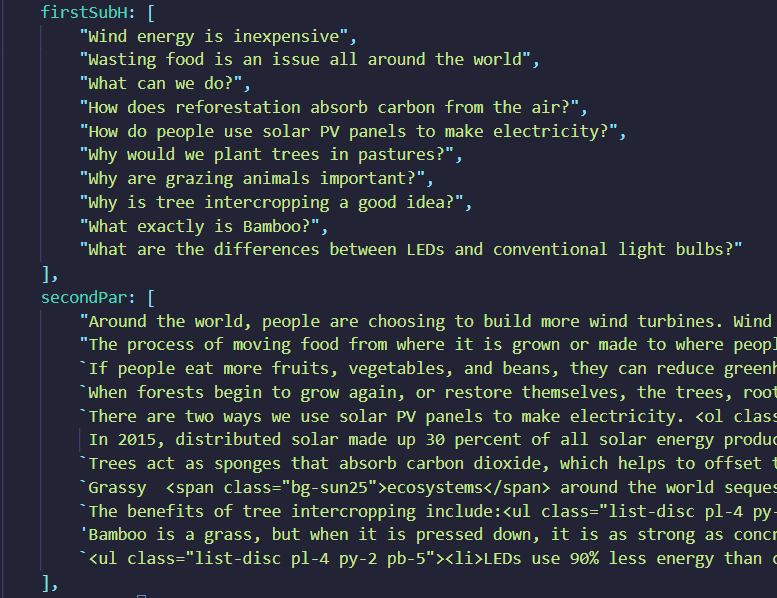 firstSubH: [
"Wind energy is inexpensive",
"Wasting food is an issue all around the world",
"What can we do?",
"How does reforestation absorb carbon from the air?",
"How do people use solar PV panels to make electricity?",
"Why would we plant trees in pastures?",
"Why are grazing animals important?",
"Why is tree intercropping a good idea?",
"What exactly is Bamboo?",
"What are the differences between LEDs and conventional light bulbs?"
],
secondPar: [
"Around the world, people are choosing to build more wind turbines. Wind
"The process of moving food from where it is grown or made to where peopl
`If people eat more fruits, vegetables, and beans, they can reduce greenh
`When forests begin to grow again, or restore themselves, the trees, root
`There are two ways we use solar PV panels to make electricity. <ol clas
In 2015, distributed solar made up 30 percent of all solar energy produc
`Trees act as sponges that absorb carbon dioxide, which helps to offset t
`Grassy  <span class="bg-sun25">ecosystems</span> around the world seques
`The benefits of tree intercropping include:<ul class="list-disc pl-4 py-
'Bamboo is a grass, but when it is pressed down, it is as strong as concr
`<ul class="list-disc pl-4 py-2 pb-5"><li>LEDs use 90% less energy than c
],